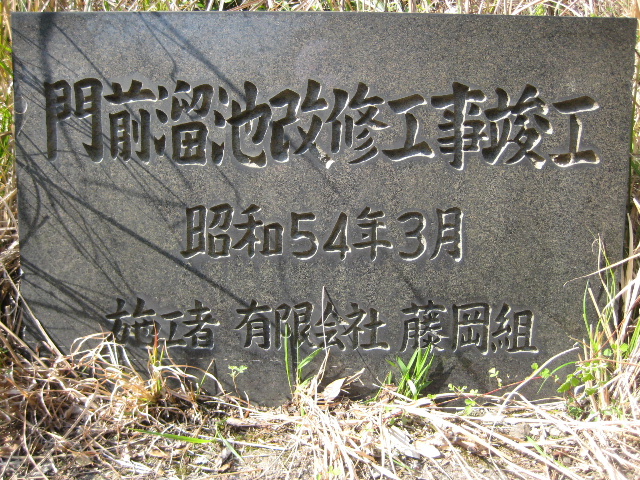 門前溜池改修工事竣工
昭和54年3月
施工者 有限会社 藤岡組